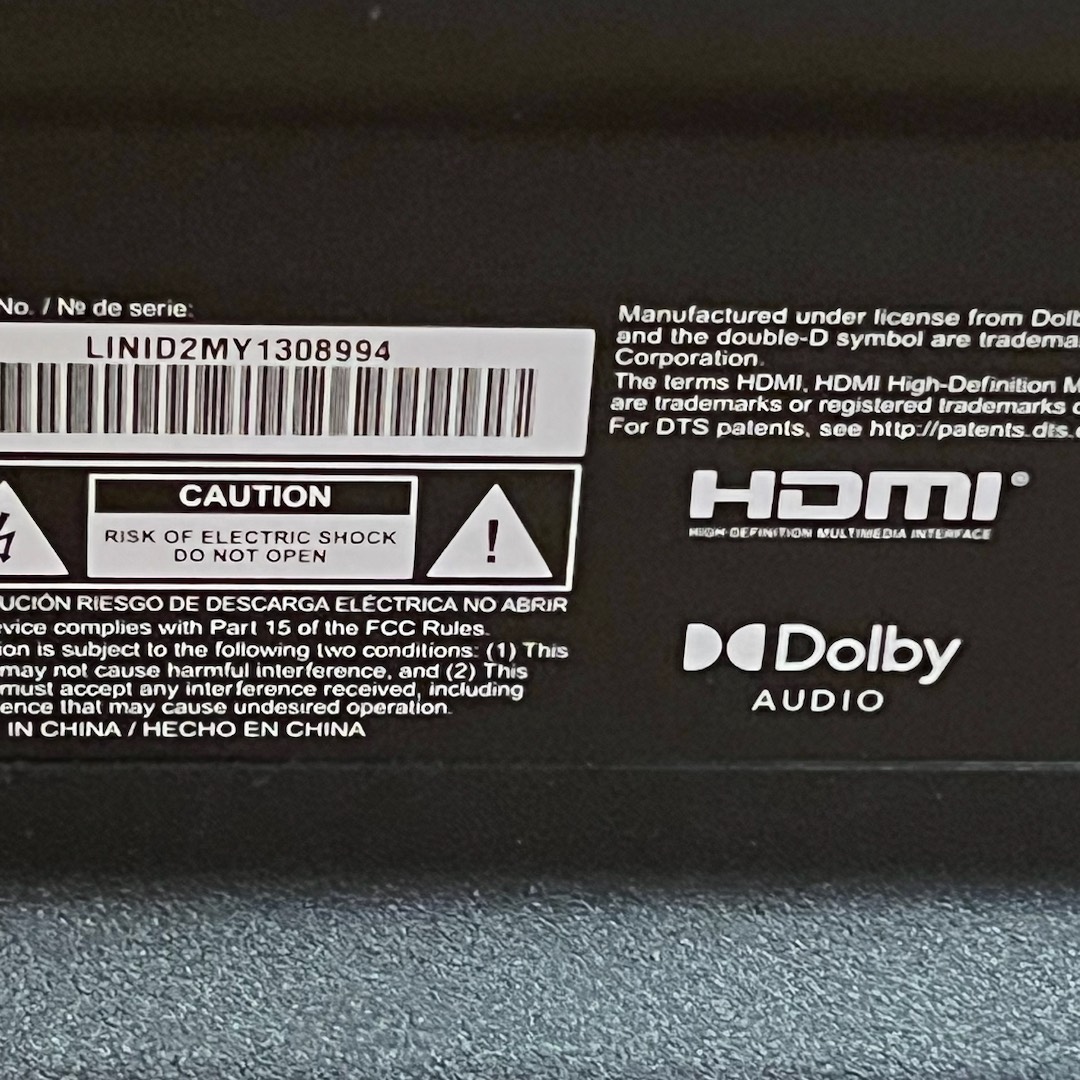 No. / Nº de serie:
LINID2MY1308994
CAUTION
RISK OF ELECTRIC SHOCK
DO NOT OPEN
!
UCIÓN RIESGO DE DESCARGA ELÉCTRICA NO ABRIR
vice complies with Part 15 of the FCC Rules.
ion is subject to the following two conditions: (1) This
may not cause harmful interference, and (2) This
must accept any interference received, including
ence that may cause undesired operation.
IN CHINA / HECHO EN CHINA
Manufactured under license from Dolb
and the double-D symbol are tradema
Corporation.
The terms HDMI, HDMI High-Definition M
are trademarks or registered trademarks o
For DTS patents, see http://patents.dts.c
HDMI®
HIGH-DEFINITION MULTIMEDIA INTERFACE
Dolby
AUDIO